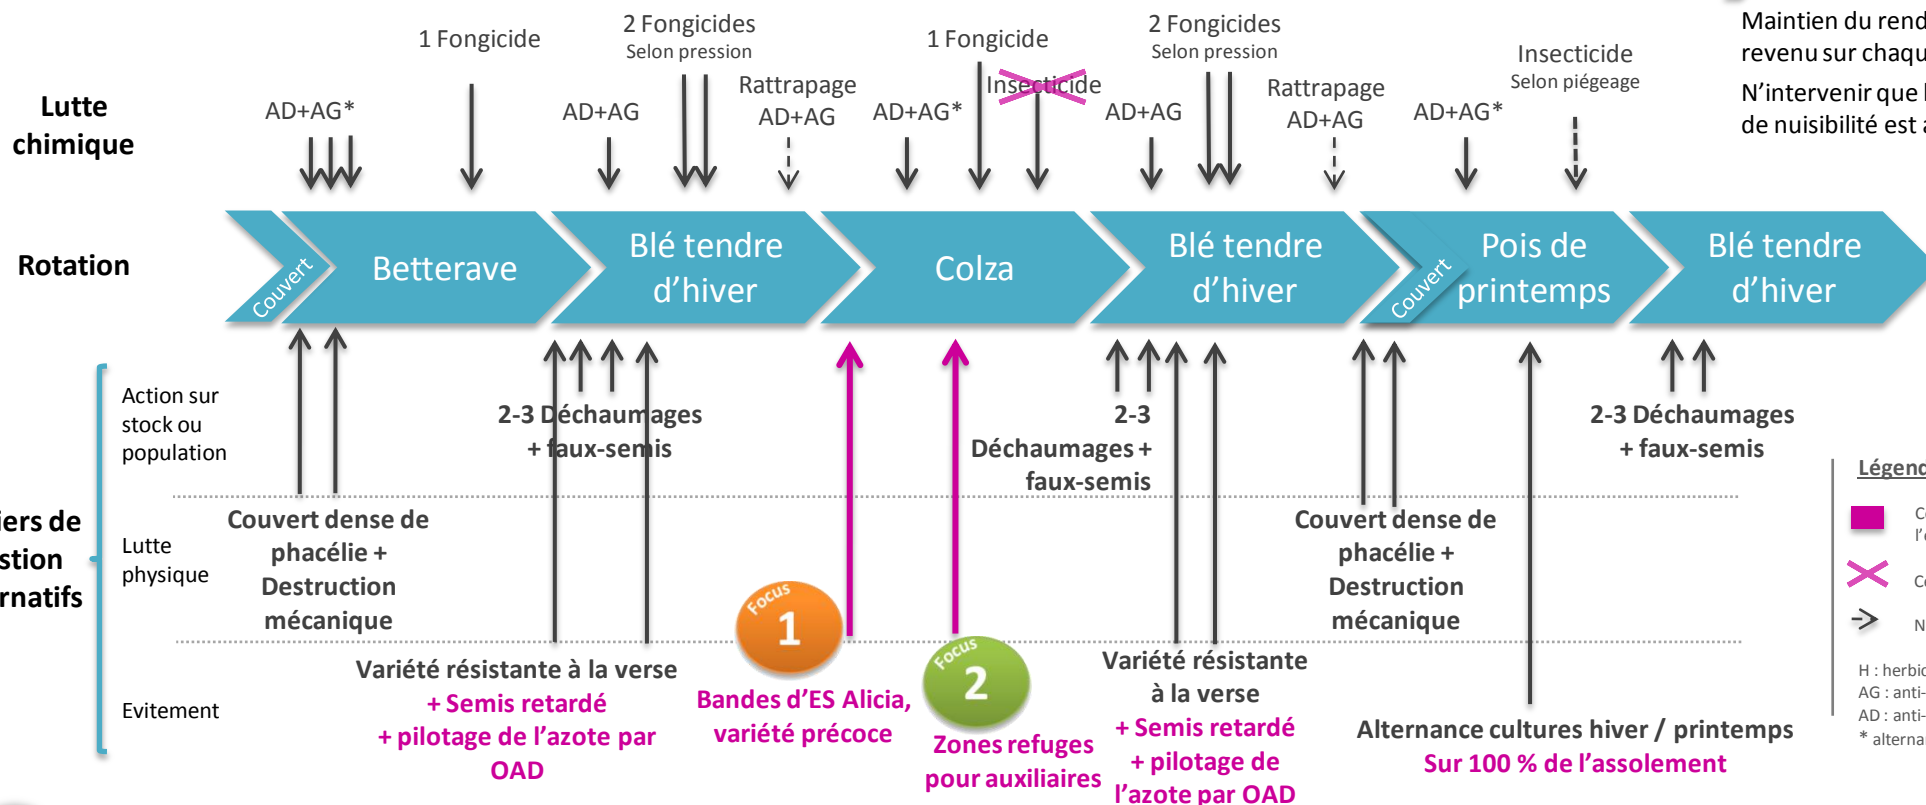 1 Fongicide
2 Fongicides
Selon pression
1 Fongicide
2 Fongicides
Selon pression
Insecticide
Selon piégeage
Maintien du rend
revenu sur chaqu
N'intervenir que l
de nuisibilité est a
Lutte
chimique
AD+AG*
AD+AG
Rattrapage
AD+AG
AD+AG*
Insecticide
AD+AG
Rattrapage
AD+AG
AD+AG*
Rotation
Couvert
Betterave
Blé tendre
d'hiver
Colza
Blé tendre
d'hiver
Couvert
Pois de
printemps
Blé tendre
d'hiver
iers de
stion
rnatifs
Action sur
stock ou
population
2-3 Déchaumages
+ faux-semis
2-3
Déchaumages +
faux-semis
2-3 Déchaumages
+ faux-semis
Lutte
physique
Couvert dense de
phacélie +
Destruction
mécanique
Couvert dense de
phacélie +
Destruction
mécanique
Evitement
Variété résistante à la verse
+ Semis retardé
+ pilotage de l'azote par
OAD
Focus
1
Bandes d'ES Alicia,
variété précoce
Focus
2
Zones refuges
pour auxiliaires
Variété résistante
à la verse
+ Semis retardé
+ pilotage de
l'azote par OAD
Alternance cultures hiver / printemps
Sur 100 % de l'assolement
Légend
C
l'
C
N
H : herbic
AG : anti-
AD : anti-
* alternan